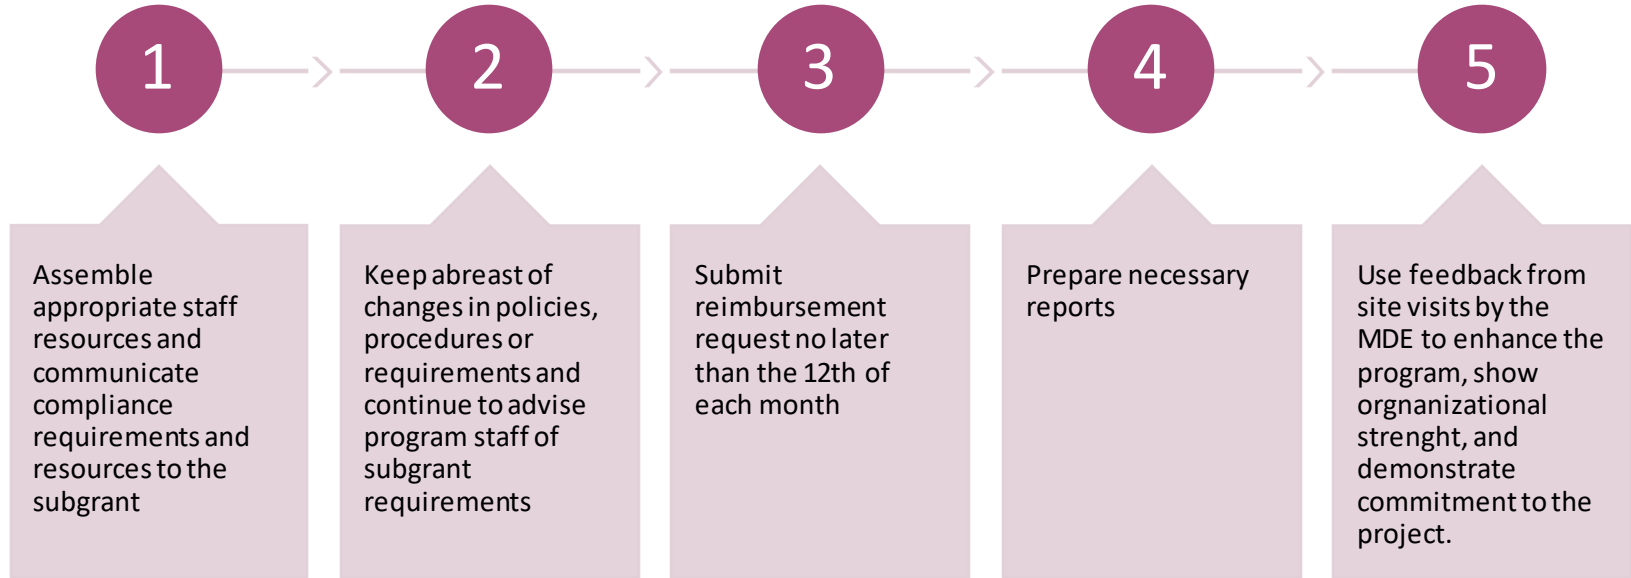 1
2
3
4
5
Assemble
appropriate staff
resources and
communicate
compliance
requirements and
resources to the
subgrant
Keep abreast of
changes in policies,
procedures or
requirements and
continue to advise
program staff of
subgrant
requirements
Submit
reimbursement
request no later
than the 12th of
each month
Prepare necessary
reports
Use feedback from
site visits by the
MDE to enhance the
program, show
orgnanizational
strenght, and
demonstrate
commitment to the
project.